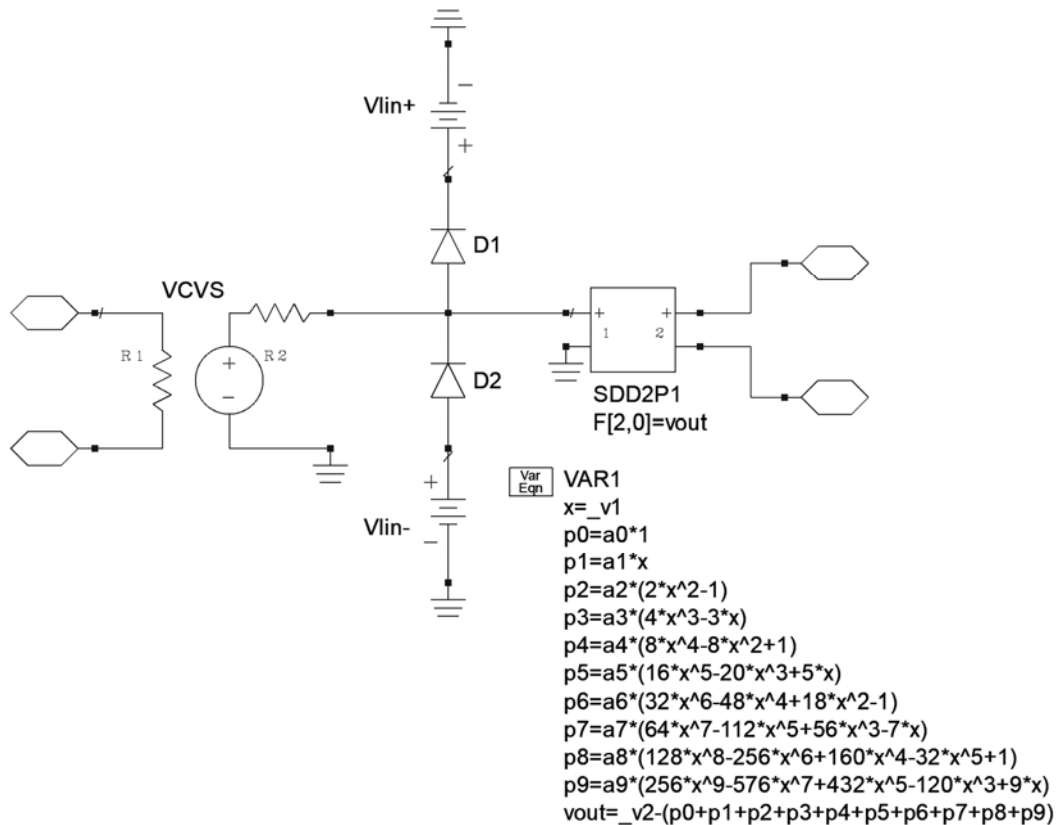 Vlin+
D1
VCVS
R1
R2
D2
1
2
SDD2P1
F[2,0]=vout
Vlin-
Var
Eqn
VAR1
x=_v1
p0=a0*1
p1=a1*x
p2=a2*(2*x^2-1)
p3=a3*(4*x^3-3*x)
p4=a4*(8*x^4-8*x^2+1)
p5=a5*(16*x^5-20*x^3+5*x)
p6=a6*(32*x^6-48*x^4+18*x^2-1)
p7=a7*(64*x^7-112*x^5+56*x^3-7*x)
p8=a8*(128*x^8-256*x^6+160*x^4-32*x^5+1)
p9=a9*(256*x^9-576*x^7+432*x^5-120*x^3+9*x)
vout=_v2-(p0+p1+p2+p3+p4+p5+p6+p7+p8+p9)